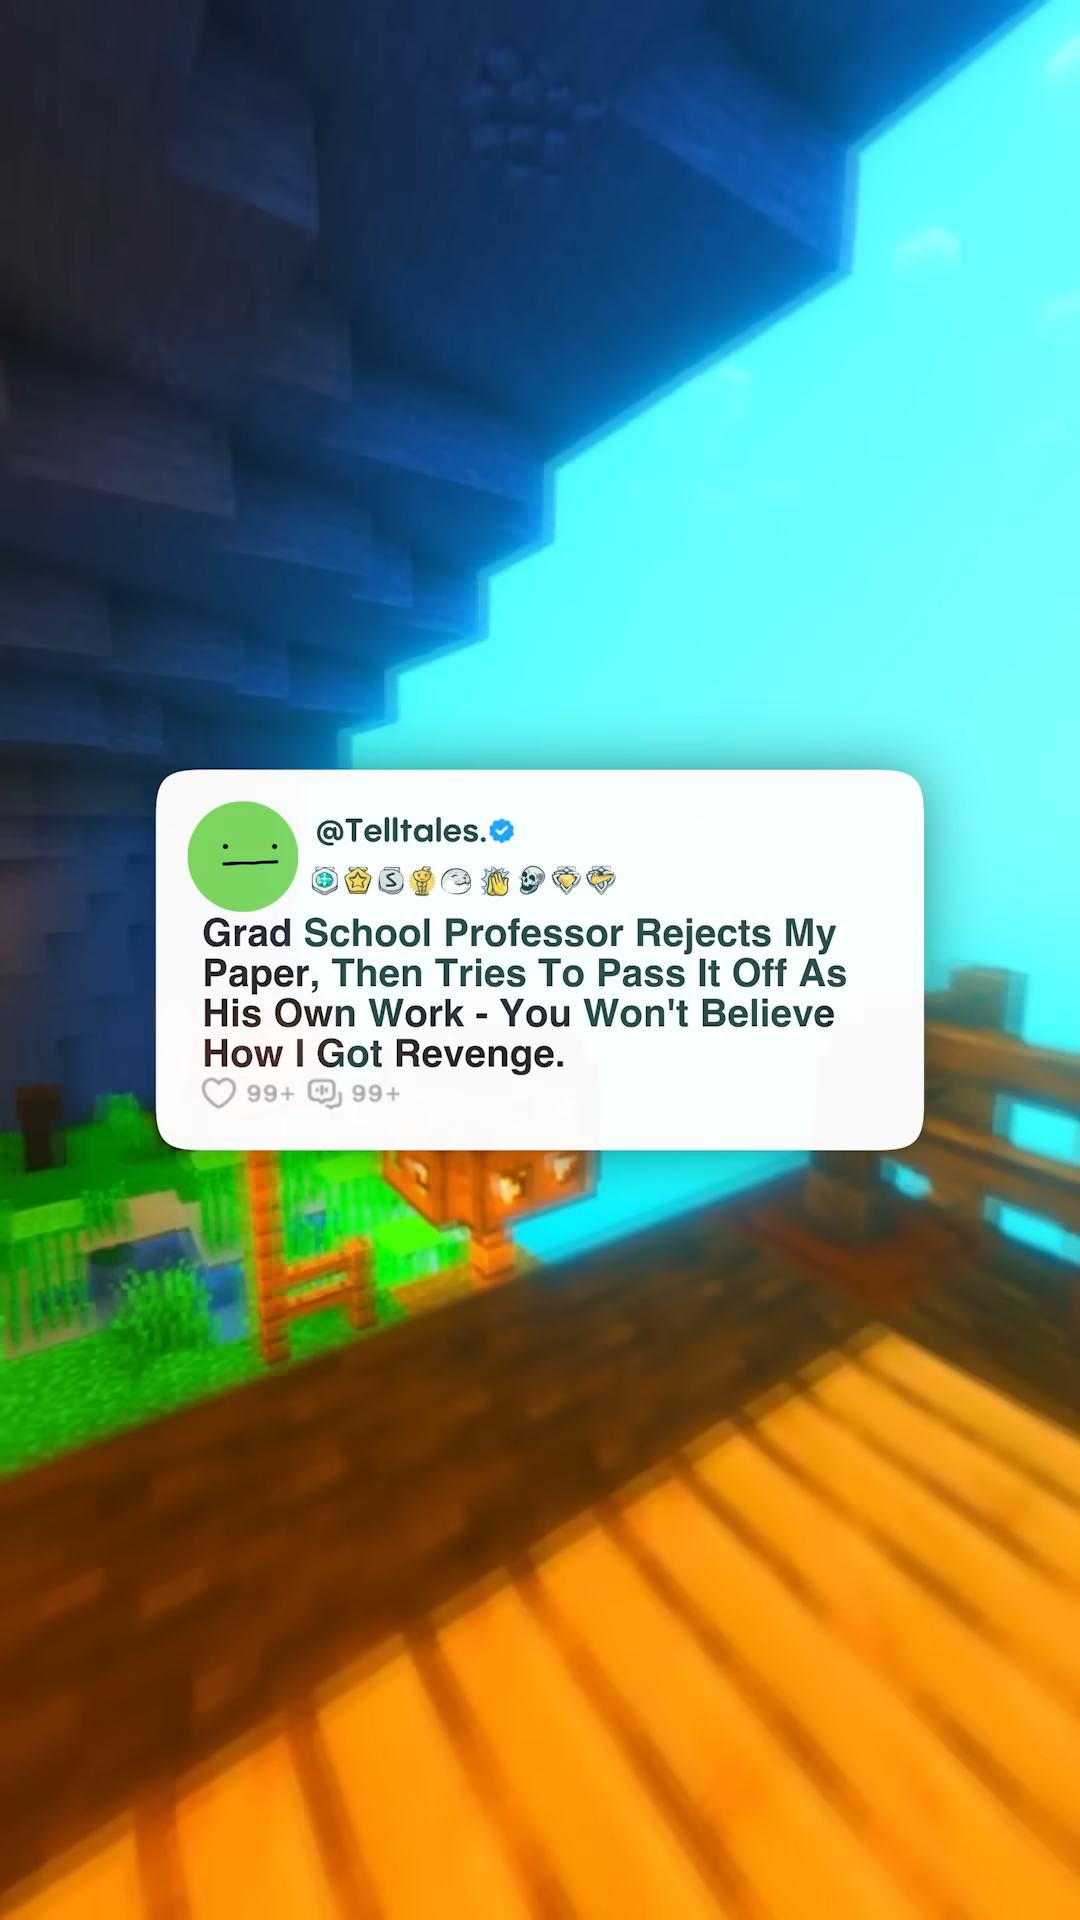 @Telltales.
Grad School Professor Rejects My
Paper, Then Tries To Pass It Off As
His Own Work - You Won't Believe
How I Got Revenge.
99+ 99+